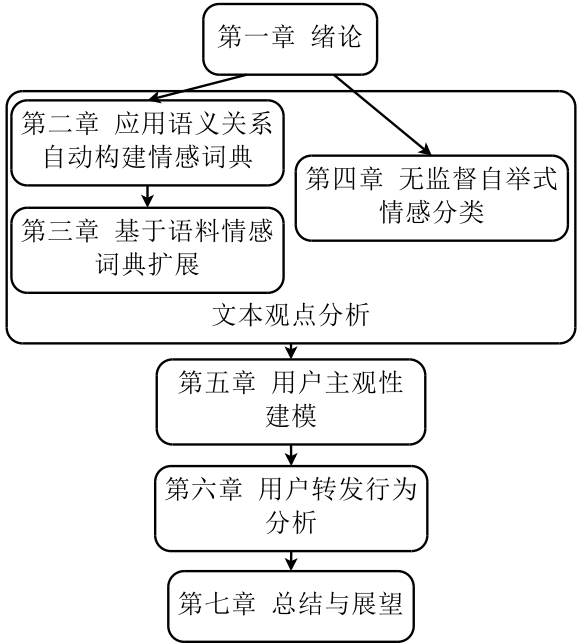 第一章 绪论
第二章 应用语义关系
自动构建情感词典
第三章 基于语料情感
词典扩展
第四章 无监督自举式
情感分类
文本观点分析
第五章 用户主观性
建模
第六章 用户转发行为
分析
第七章 总结与展望